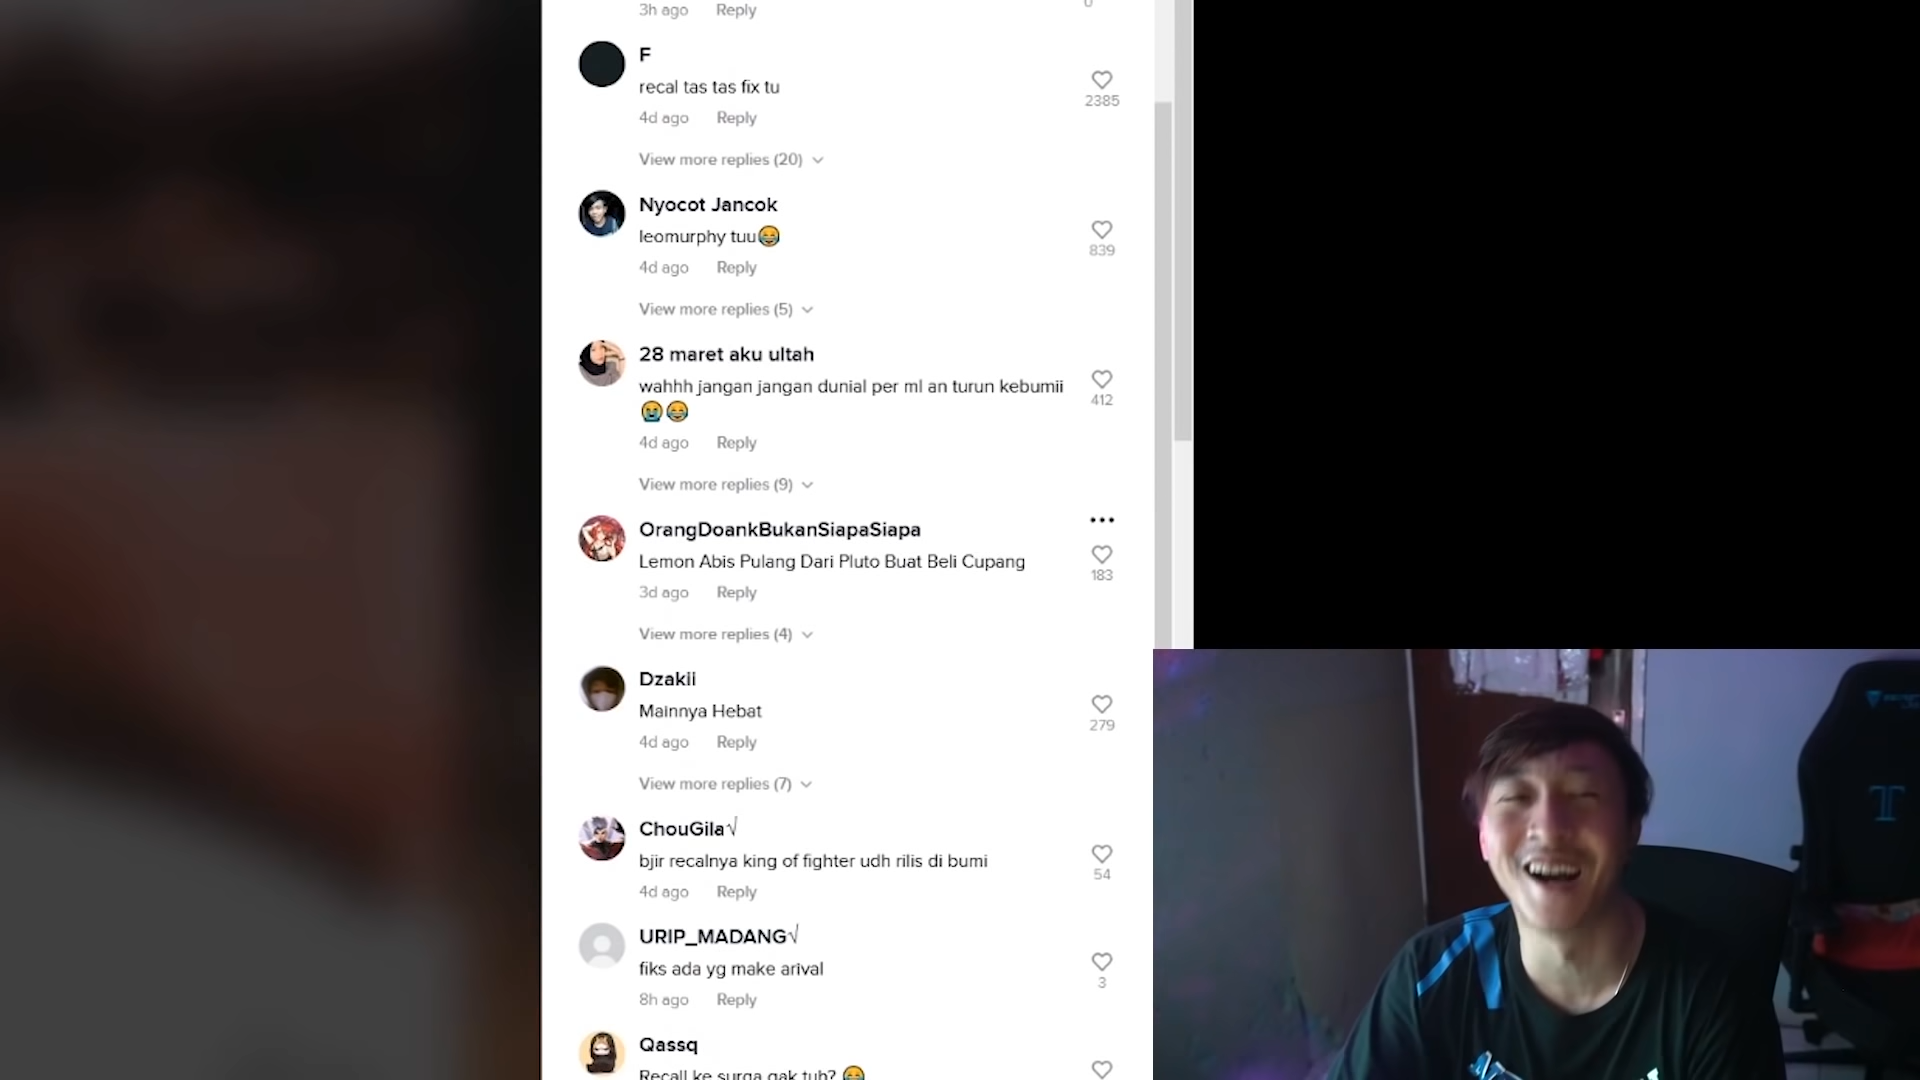 3h ago Reply
0
F
recal tas tas fix tu
2385
4d ago Reply
View more replies (20)
Nyocot Jancok
leomurphy tuu😂
839
4d ago Reply
View more replies (5)
28 maret aku ultah
wahhh jangan jangan dunial per ml an turun kebumii
😭😂
412
4d ago Reply
View more replies (9)
OrangDoankBukanSiapaSiapa
Lemon Abis Pulang Dari Pluto Buat Beli Cupang
183
3d ago Reply
View more replies (4)
Dzakii
Mainnya Hebat
279
4d ago Reply
View more replies (7)
ChouGila√
bjir recalnya king of fighter udh rilis di bumi
54
4d ago Reply
URIP_MADANG√
fiks ada yg make arival
3
8h ago Reply
Qassq
Recall ke surga gak tuh? 😂